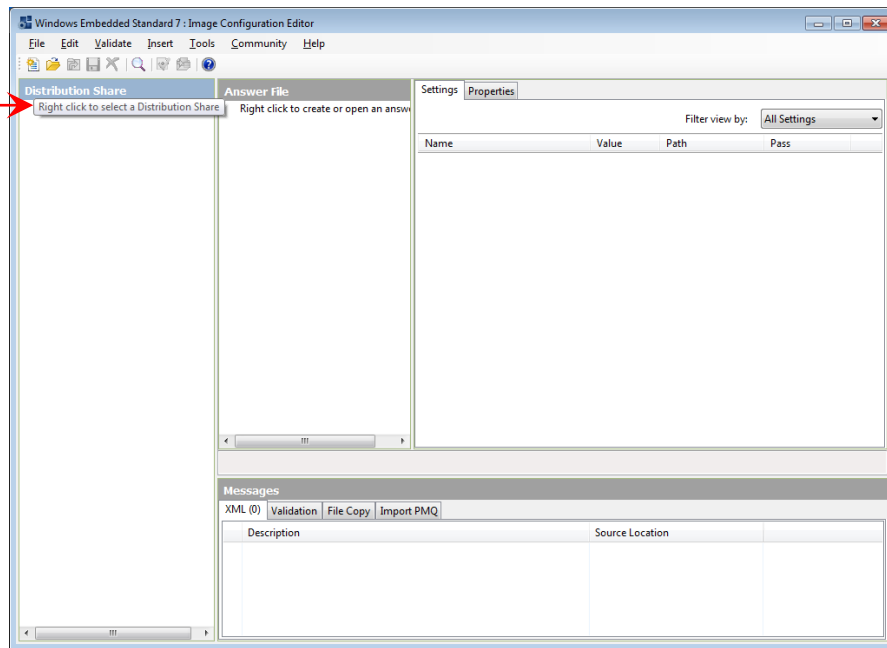 Windows Embedded Standard 7 : Image Configuration Editor
File Edit Validate Insert Tools Community Help
Distribution Share
Right click to select a Distribution Share
Answer File
Right click to create or open an answ
Settings Properties
Filter view by: All Settings
Name Value Path Pass
Messages
XML (0) Validation File Copy Import PMQ
Description Source Location